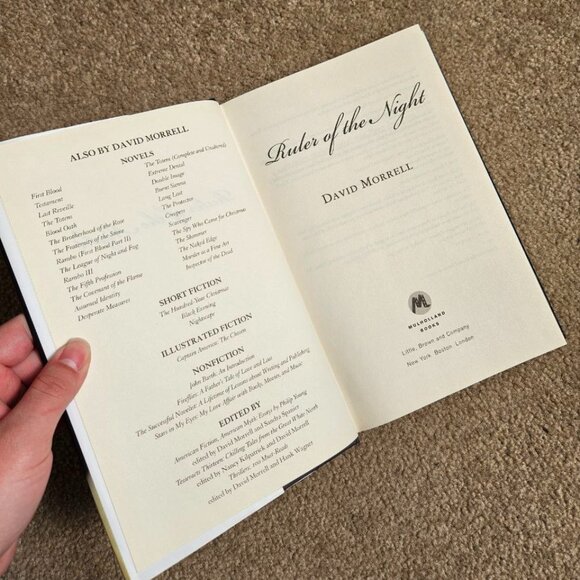 ALSO BY DAVID MORRELL
NOVELS
First Blood
Testament
Last Reveille
The Totem
Blood Oath
The Brotherhood of the Rose
The Fraternity of the Stone
Rambo (First Blood Part II)
The League of Night and Fog
Rambo III
The Fifth Profession
The Covenant of the Flame
Assumed Identity
Desperate Measures
The Totem (Complete and Unaltered)
Extreme Denial
Double Image
Burnt Sienna
Long Lost
The Protector
Creepers
Scavenger
The Spy Who Came for Christmas
The Shimmer
The Naked Edge
Murder as a Fine Art
Inspector of the Dead
SHORT FICTION
The Hundred-Year Christmas
Black Evening
Nightscape
ILLUSTRATED FICTION
Captain America: The Chosen
NONFICTION
John Barth: An Introduction
Fireflies: A Father's Tale of Love and Loss
The Successful Novelist: A Lifetime of Lessons about Writing and Publishing
Stars in My Eyes: My Love Affair with Books, Movies, and Music
EDITED BY
American Fiction, American Myth: Essays by Philip Young
edited by David Morrell and Sandra Spanier
Tesseracts Thirteen: Chilling Tales from the Great White North
edited by Nancy Kilpatrick and David Morrell
Thrillers: 100 Must Reads
edited by David Morrell and Hank Wagner
Ruler of the Night
DAVID MORRELL
M
MULHOLLAND
BOOKS
Little, Brown and Company
New York Boston London